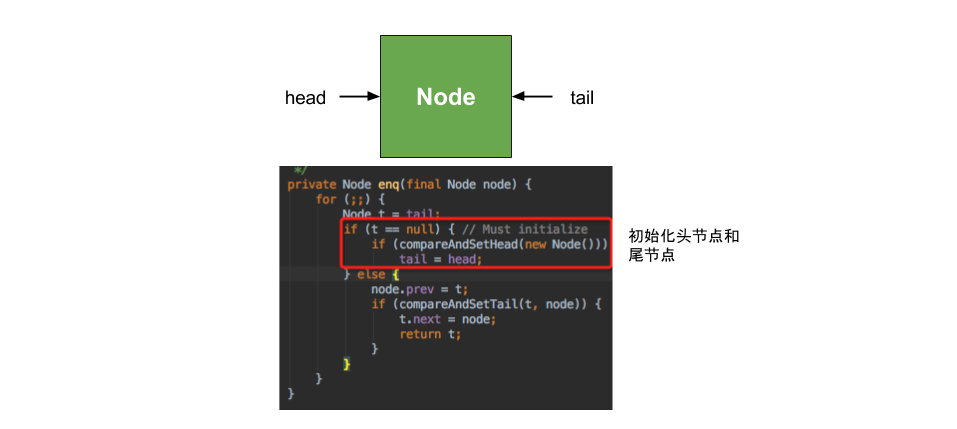 head
Node
tail
*/
private Node enq(final Node node) {
for (;;) {
Node t = tail;
if (t == null) { // Must initialize
if (compareAndSetHead(new Node()))
tail = head;
} else {
node.prev = t;
if (compareAndSetTail(t, node)) {
t.next = node;
return t;
}
}
}
}
初始化头节点和
尾节点